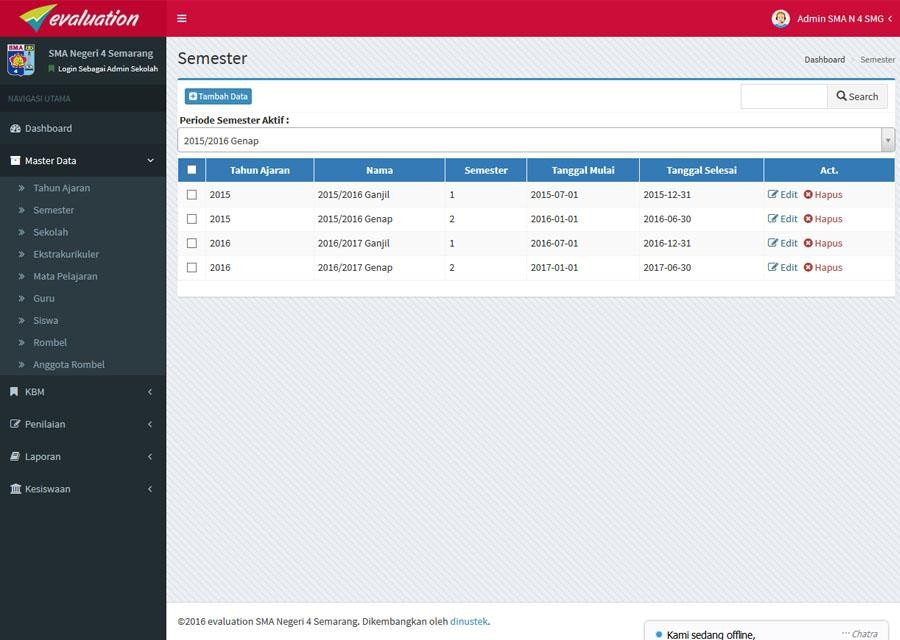 evaluation
Admin SMA N 4 SMG
SMA Negeri 4 Semarang
Login Sebagai Admin Sekolah
NAVIGASI UTAMA
Dashboard
Master Data
Tahun Ajaran
Semester
Sekolah
Ekstrakurikuler
Mata Pelajaran
Guru
Siswa
Rombel
Anggota Rombel
KBM
Penilaian
Laporan
Kesiswaan
Semester
Dashboard > Semester
Tambah Data
Search
Periode Semester Aktif :
2015/2016 Genap
Tahun Ajaran Nama Semester Tanggal Mulai Tanggal Selesai Act.
2015 2015/2016 Ganjil 1 2015-07-01 2015-12-31 Edit Hapus
2015 2015/2016 Genap 2 2016-01-01 2016-06-30 Edit Hapus
2016 2016/2017 Ganjil 1 2016-07-01 2016-12-31 Edit Hapus
2016 2016/2017 Genap 2 2017-01-01 2017-06-30 Edit Hapus
©2016 evaluation SMA Negeri 4 Semarang. Dikembangkan oleh dinustek.
Kami sedang offline,
··· Chatra